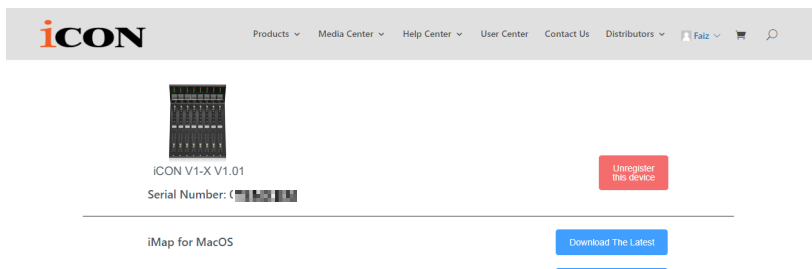 iCON
Products Media Center Help Center User Center Contact Us Distributors Faiz
iCON V1-X V1.01
Unregister
this device
Serial Number:
iMap for MacOS
Download The Latest